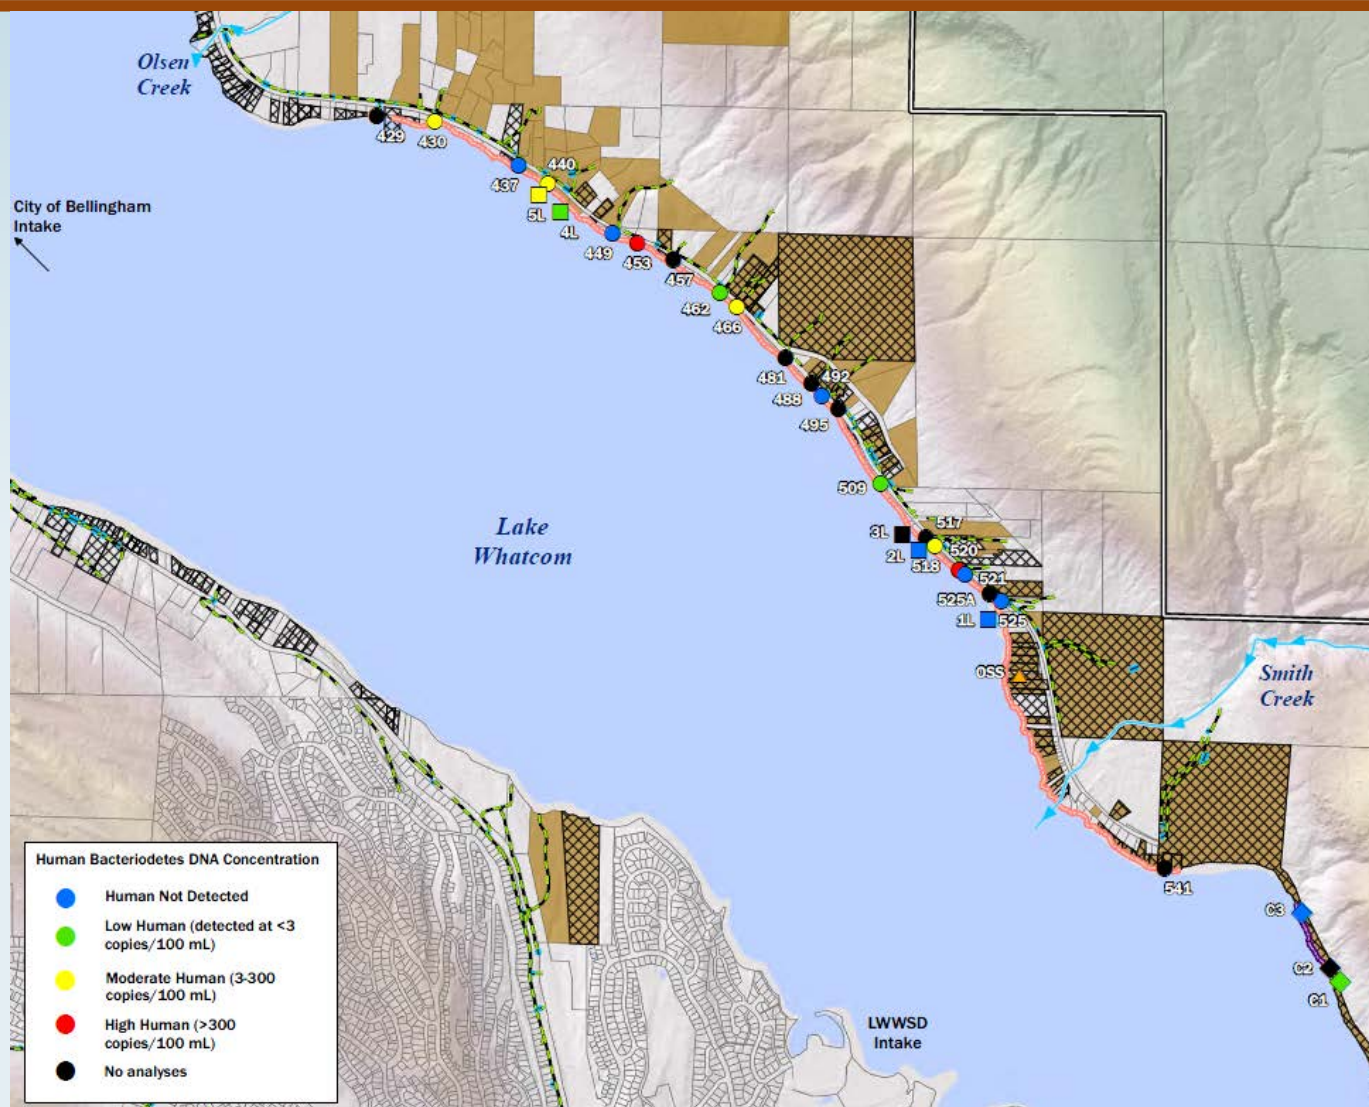 Olsen
Creek
429
430
437
440
5L
4L
City of Bellingham
Intake
449
453
457
462
466
481
492
488
495
509
Lake
Whatcom
517
3L
2L
518
520
521
525A
1L
525
OSS
Smith
Creek
541
C3
C2
C1
LWWSD
Intake
Human Bacteriodetes DNA Concentration
Human Not Detected
Low Human (detected at <3
copies/100 mL)
Moderate Human (3-300
copies/100 mL)
High Human (>300
copies/100 mL)
No analyses